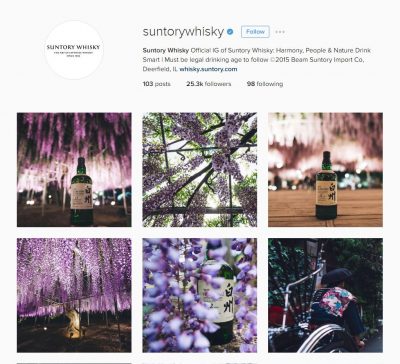 suntorywhisky Follow
SUNTORY WHISKY
Suntory Whisky Official IG of Suntory Whisky: Harmony, People & Nature Drink
Smart | Must be legal drinking age to follow ©2015 Beam Suntory Import Co,
Deerfield, IL whisky.suntory.com
103 posts 25.3k followers 98 following
白州
白州
白州